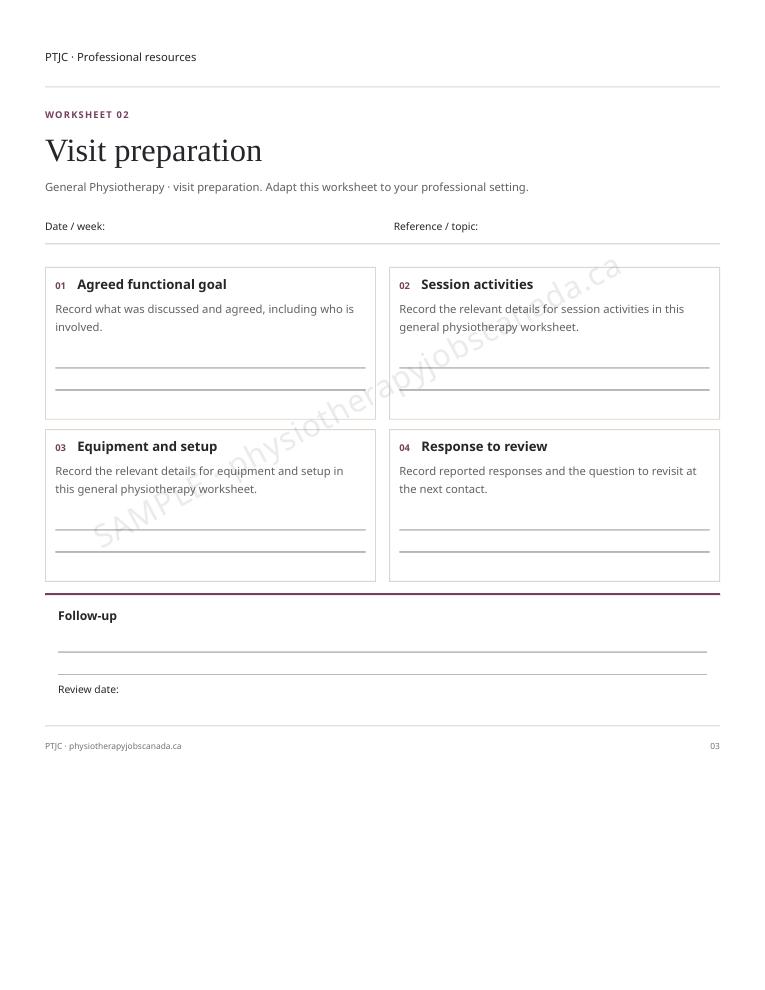 PTJC · Professional resources
WORKSHEET 02
Visit preparation
General Physiotherapy · visit preparation. Adapt this worksheet to your professional setting.
Date / week:
Reference / topic:
01 Agreed functional goal
Record what was discussed and agreed, including who is
involved.
02 Session activities
Record the relevant details for session activities in this
general physiotherapy worksheet.
03 Equipment and setup
Record the relevant details for equipment and setup in
this general physiotherapy worksheet.
04 Response to review
Record reported responses and the question to revisit at
the next contact.
SAMPLE · physiotherapyjobscanada.ca
Follow-up
Review date:
PTJC · physiotherapyjobscanada.ca
03